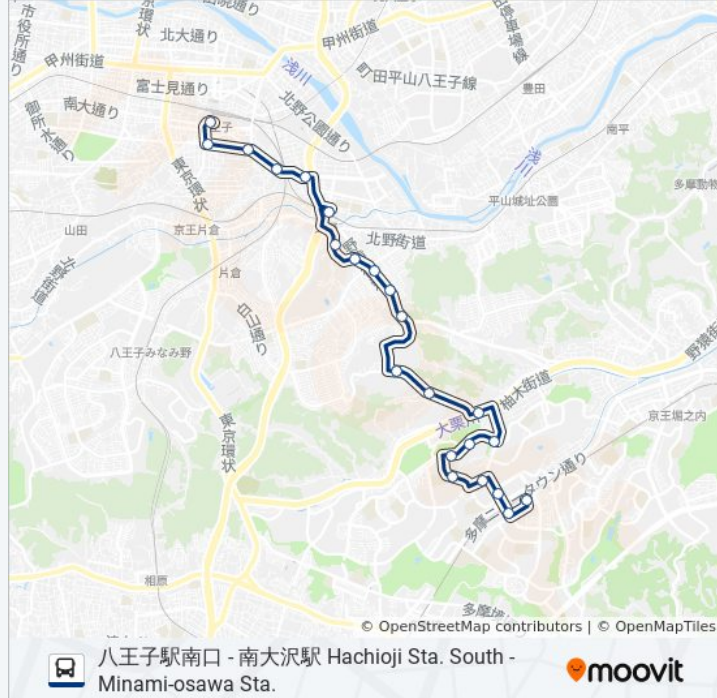 市役所通り
北大通り
甲州街道
甲州街道
富士見通り
浅川
町田平山八王子線
豊田
南大通り
御所水通り
北野公園通り
南平
浅川
東京環状
多摩動物
平山城址公園
山田
京王片倉
北野街道
片倉
北野街道
白山通り
八王子みなみ野
野猿街
柚木街道
東京環状
大栗川
京王堀之内
多摩ニュータウン通り
相原
© OpenStreetMap contributors | © OpenMapTiles
八王子駅南口 - 南大沢駅 Hachioji Sta. South -
Minami-osawa Sta.
moovit